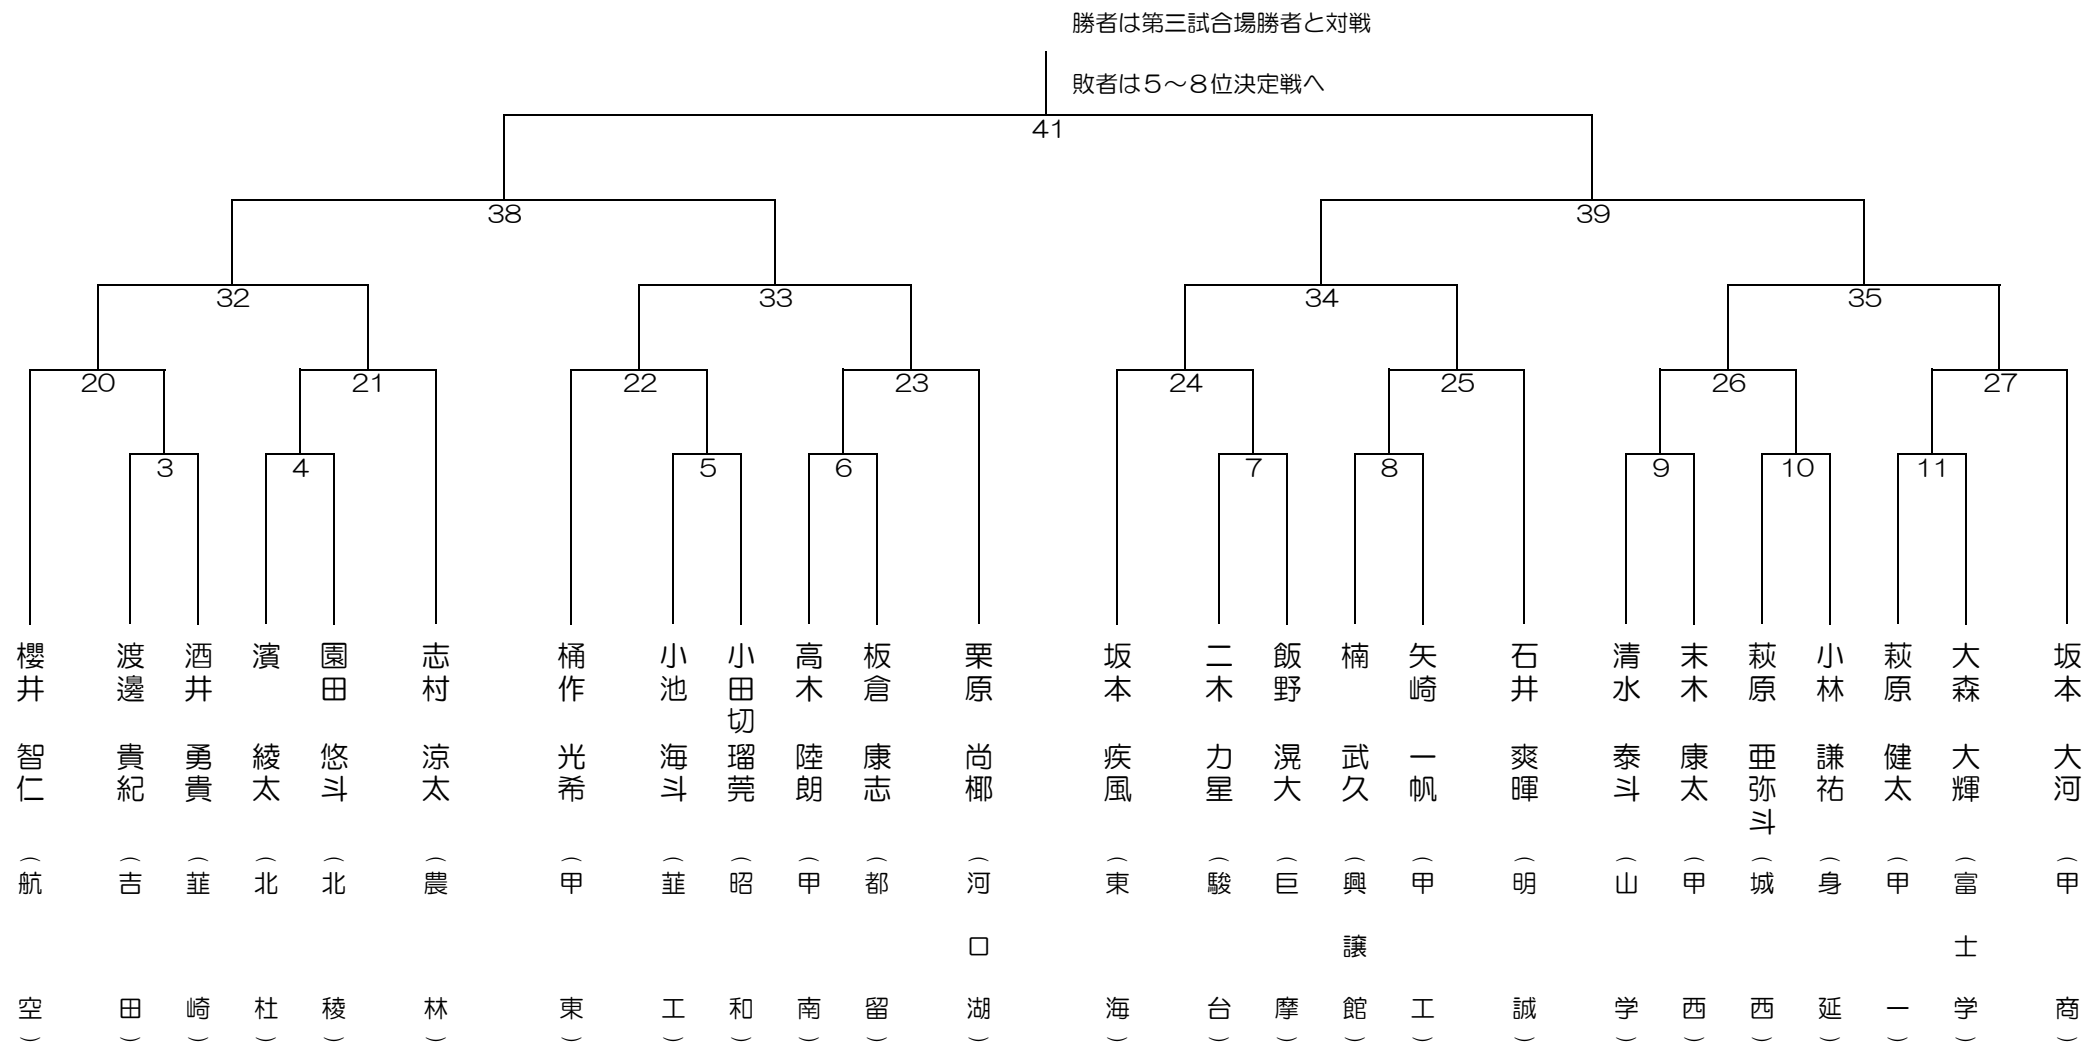 勝者は第三試合場勝者と対戦
敗者は５～８位決定戦へ
41
38
39
32
33
34
35
20
21
22
23
24
25
26
27
3
4
5
6
7
8
9
10
11
櫻井 智仁 （航空）
渡邊 貴紀 （吉田）
酒井 勇貴 （韮崎）
濱 綾太 （北杜）
園田 悠斗 （北稜）
志村 涼太 （農林）
桶作 光希 （甲東）
小池 海斗 （韮工）
小田切 瑠莞 （昭和）
高木 陸朗 （甲南）
板倉 康志 （都留）
栗原 尚椰 （河口湖）
坂本 疾風 （東海）
二木 力星 （駿台）
飯野 滉大 （巨摩）
楠 武久 （興譲館）
矢崎 一帆 （甲工）
石井 爽暉 （明誠）
清水 泰斗 （山学）
末木 康太 （甲西）
萩原 亜弥斗 （城西）
小林 謙祐 （身延）
萩原 健太 （甲一）
大森 大輝 （富士学）
坂本 大河 （甲商）